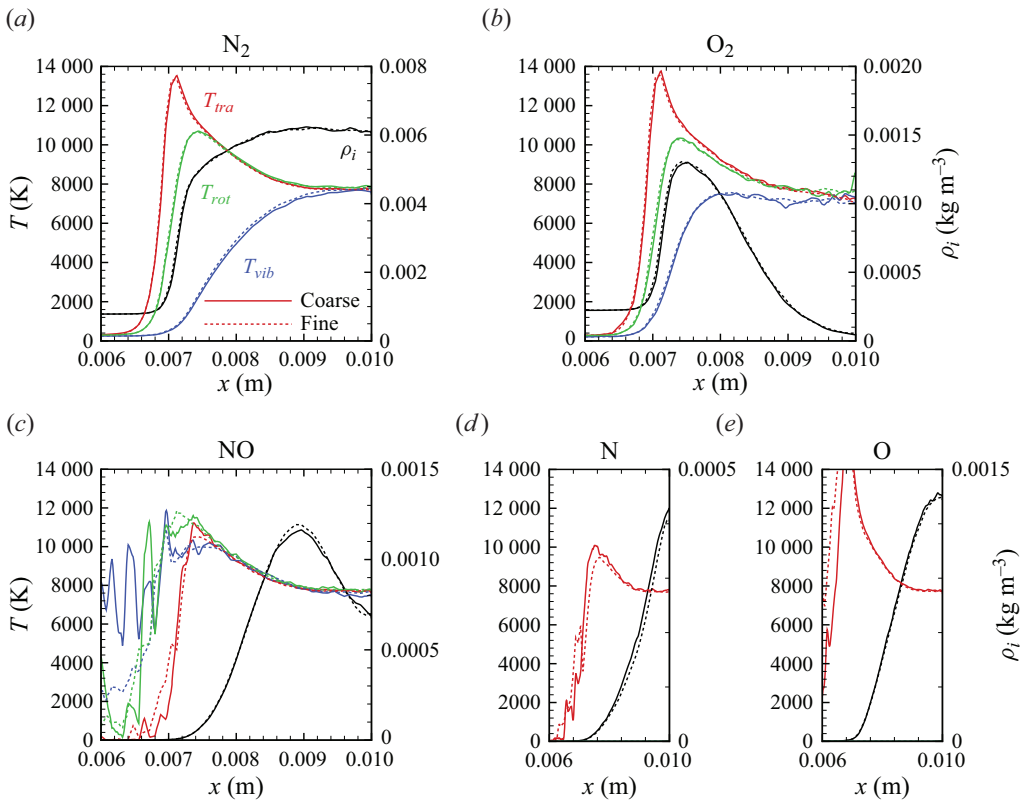 (a)
N2
14 000
12 000
10 000
8000
6000
4000
2000
0
T (K)
0.008
0.006
0.004
0.002
0
Ttra
Trot
Tvib
ρi
Coarse
Fine
0.006 0.007 0.008 0.009 0.010
x (m)
(b)
O2
14 000
12 000
10 000
8000
6000
4000
2000
0
0.0020
0.0015
0.0010
0.0005
0
ρi (kg m−3)
0.006 0.007 0.008 0.009 0.010
x (m)
(c)
NO
14 000
12 000
10 000
8000
6000
4000
2000
0
T (K)
0.0015
0.0010
0.0005
0
0.006 0.007 0.008 0.009 0.010
x (m)
(d)
N
14 000
12 000
10 000
8000
6000
4000
2000
0
0.0005
0
0.006 0.010
x (m)
(e)
O
14 000
12 000
10 000
8000
6000
4000
2000
0
0.0015
0
ρi (kg m−3)
0.006 0.010
x (m)